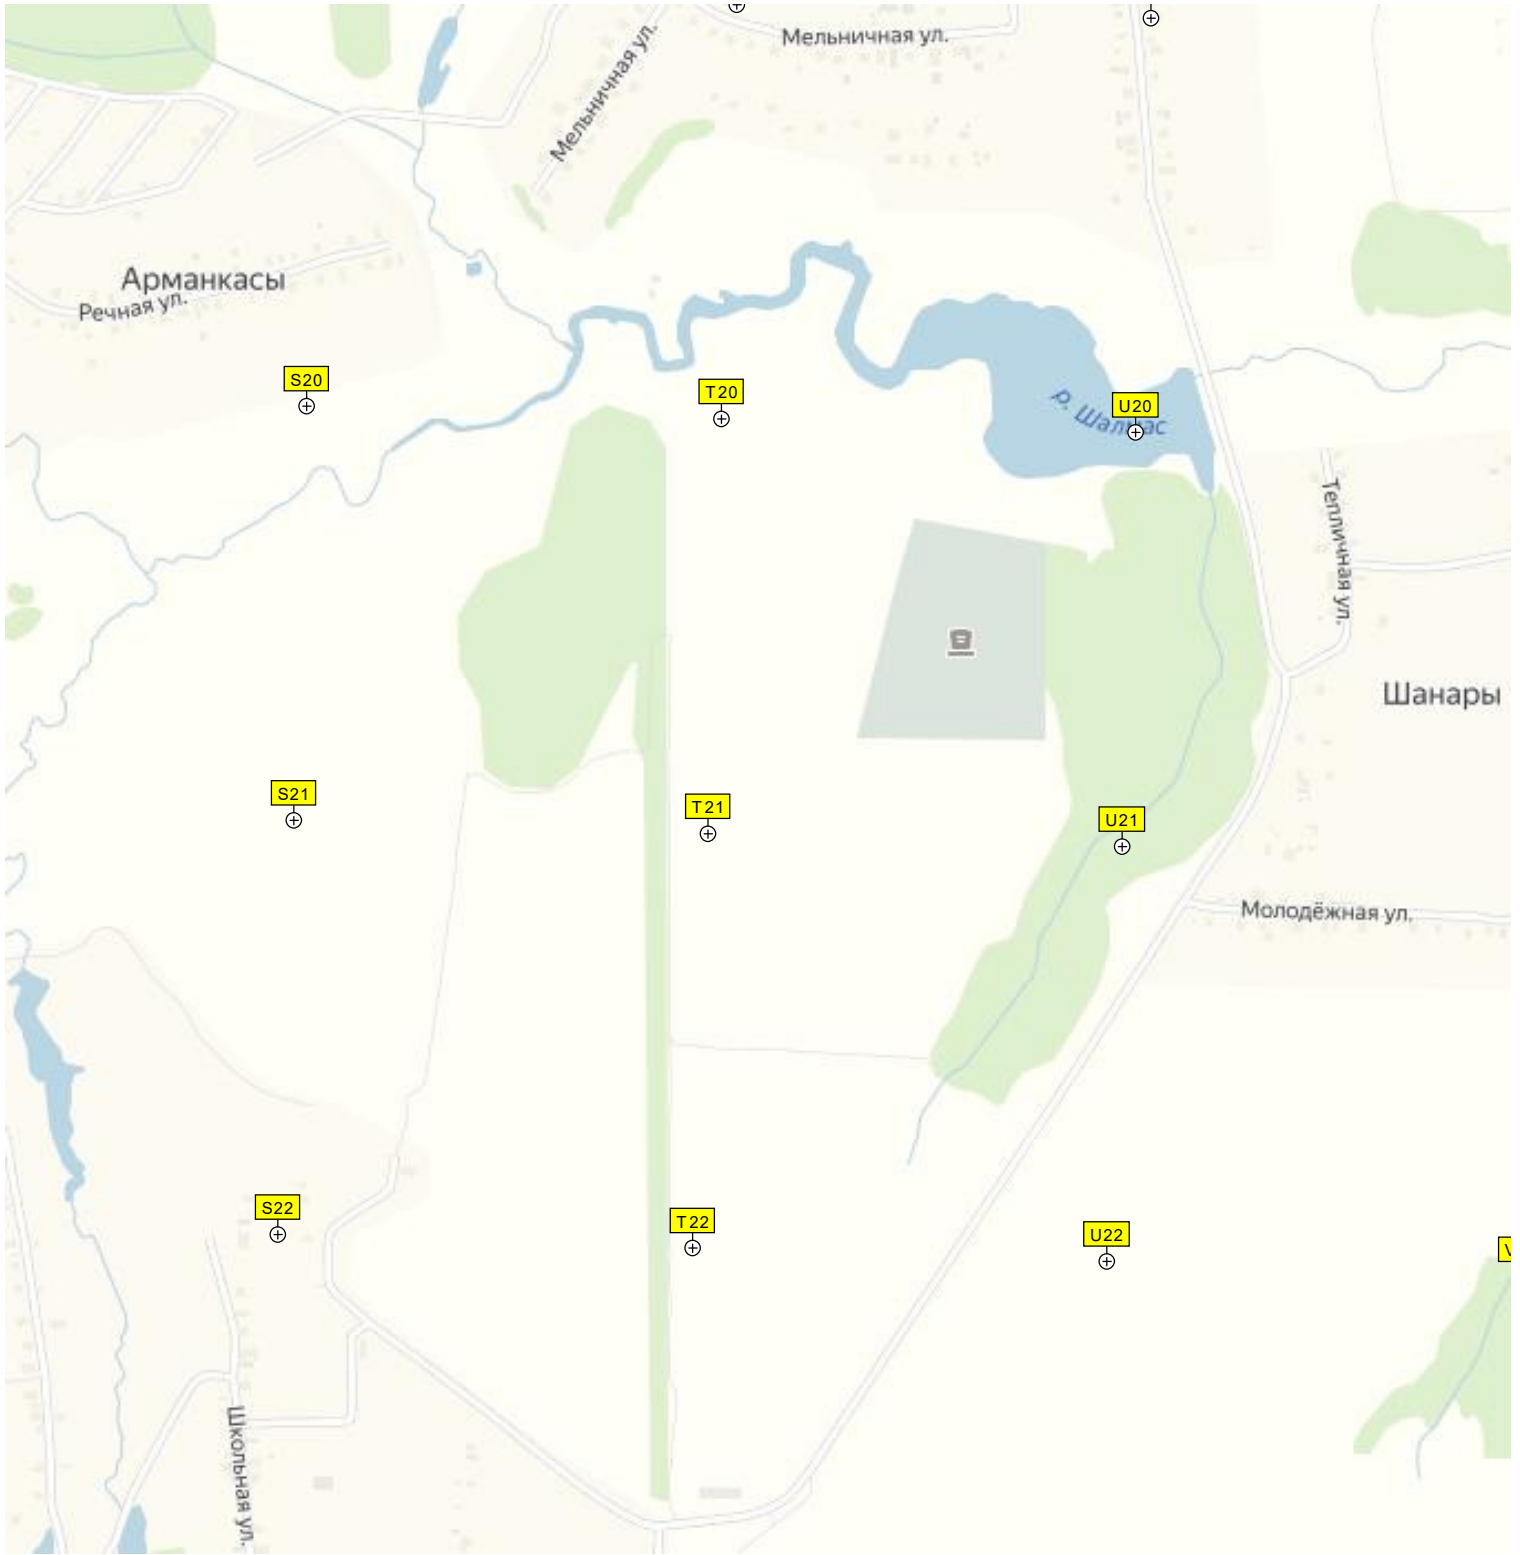 Мельничная ул.
Мельничная ул.
Арманкасы
Речная ул.
S20
T20
U20
р. Шалмас
Тепличная ул.
Шанары
S21
T21
U21
Молодёжная ул.
S22
T22
U22
Школьная ул.